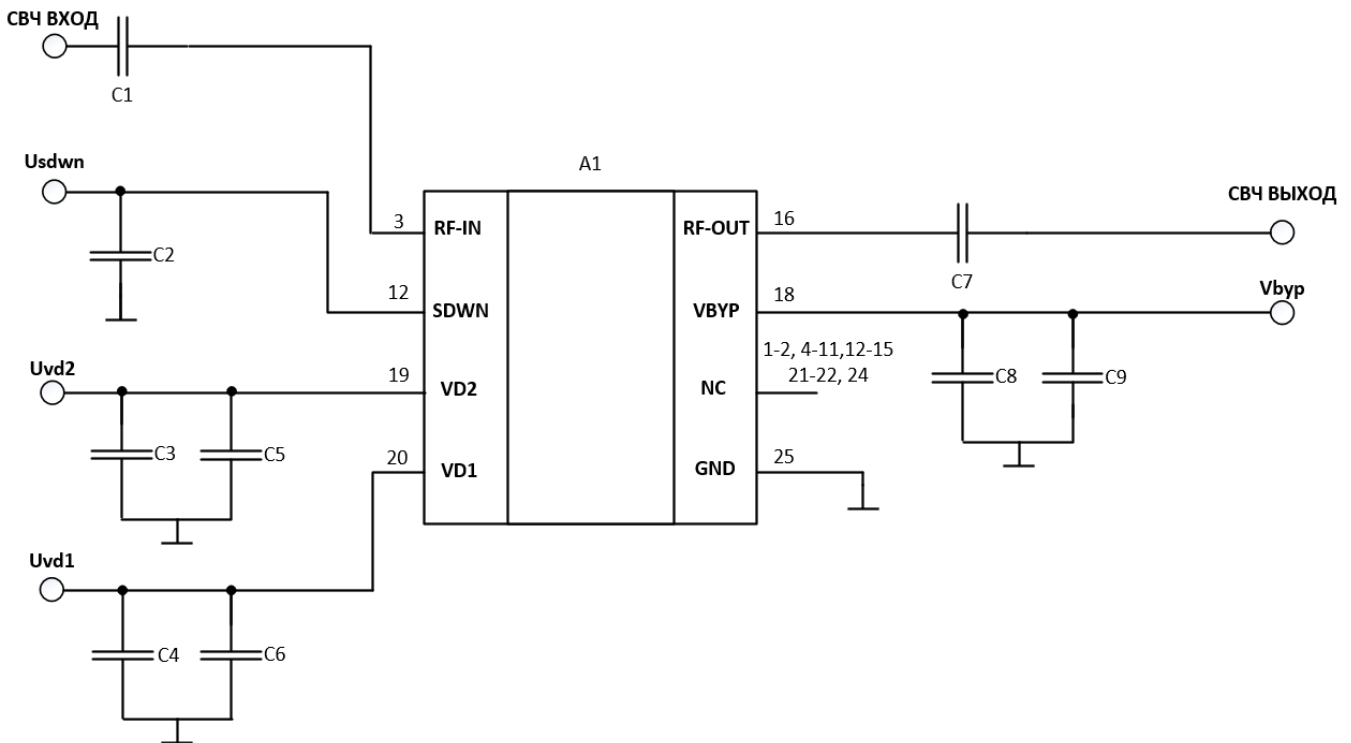 СВЧ ВХОД
C1
Usdwn
C2
Uvd2
C3
C5
Uvd1
C4
C6
A1
3
RF-IN
12
SDWN
19
VD2
20
VD1
RF-OUT
16
VBYP
18
1-2, 4-11,12-15
21-22, 24
NC
GND
25
C7
СВЧ ВЫХОД
Vbyp
C8
C9